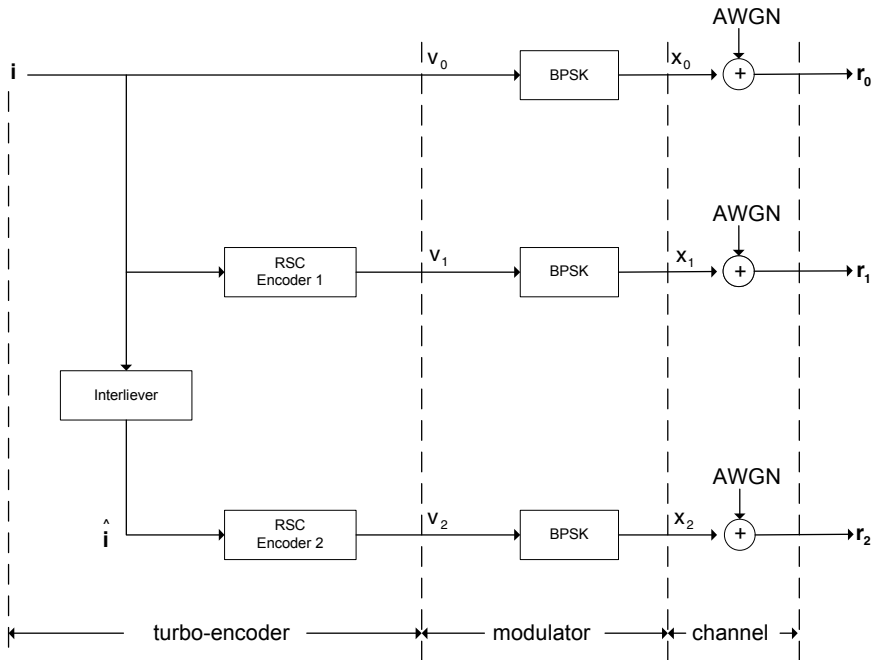 AWGN
i
v0
BPSK
x0
+
r0
AWGN
RSC
Encoder 1
v1
BPSK
x1
+
r1
Interliever
AWGN
^
i
RSC
Encoder 2
v2
BPSK
x2
+
r2
turbo-encoder
modulator
channel